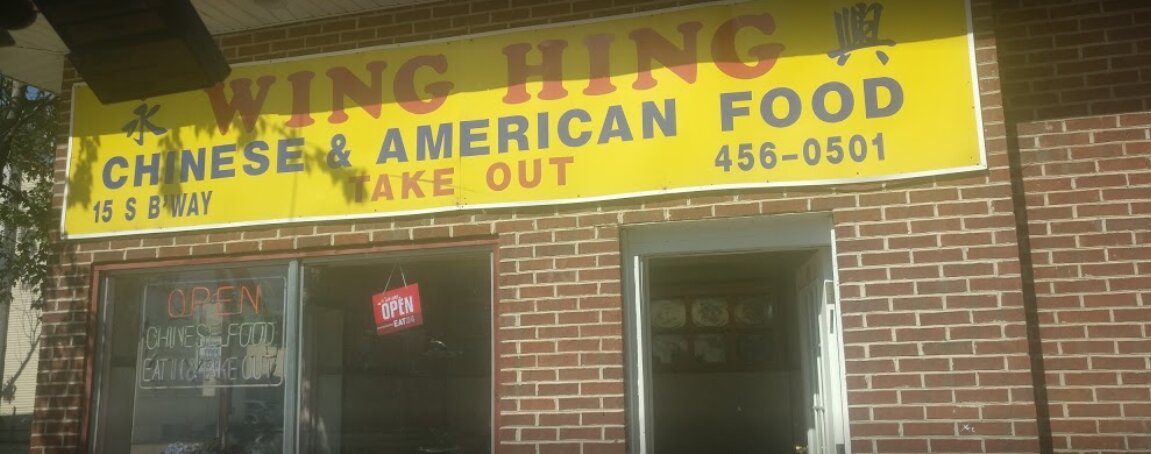 永 WING HING 興
CHINESE & AMERICAN FOOD
15 S B'WAY TAKE OUT 456-0501
OPEN
CHINESE FOOD
EAT IN & TAKE OUT
OPEN
EAT24